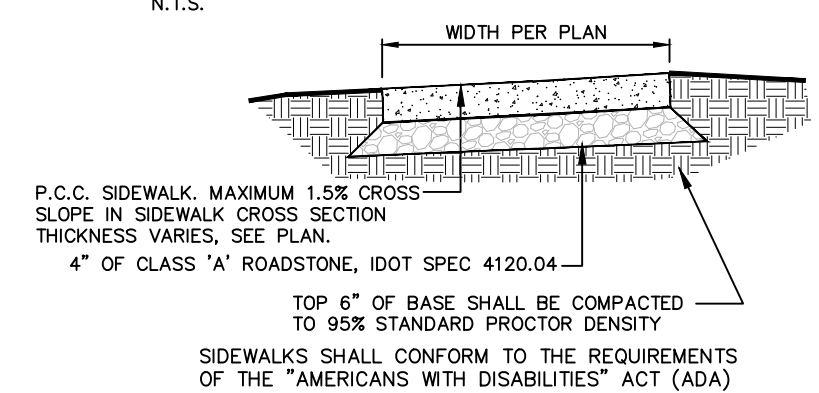 N.T.S.
WIDTH PER PLAN
P.C.C. SIDEWALK. MAXIMUM 1.5% CROSS
SLOPE IN SIDEWALK CROSS SECTION
THICKNESS VARIES, SEE PLAN.
4" OF CLASS 'A' ROADSTONE, IDOT SPEC 4120.04
TOP 6" OF BASE SHALL BE COMPACTED
TO 95% STANDARD PROCTOR DENSITY
SIDEWALKS SHALL CONFORM TO THE REQUIREMENTS
OF THE "AMERICANS WITH DISABILITIES" ACT (ADA)